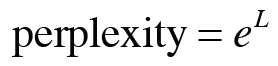 perplexity = e^L